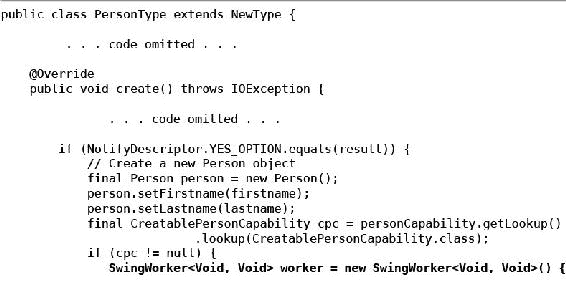 public class PersonType extends NewType {
. . . code omitted . . .
@Override
public void create() throws IOException {
. . . code omitted . . .
if (NotifyDescriptor.YES_OPTION.equals(result)) {
// Create a new Person object
final Person person = new Person();
person.setFirstname(firstname);
person.setLastname(lastname);
final CreatablePersonCapability cpc = personCapability.getLookup()
.lookup(CreatablePersonCapability.class);
if (cpc != null) {
SwingWorker<Void, Void> worker = new SwingWorker<Void, Void>() {